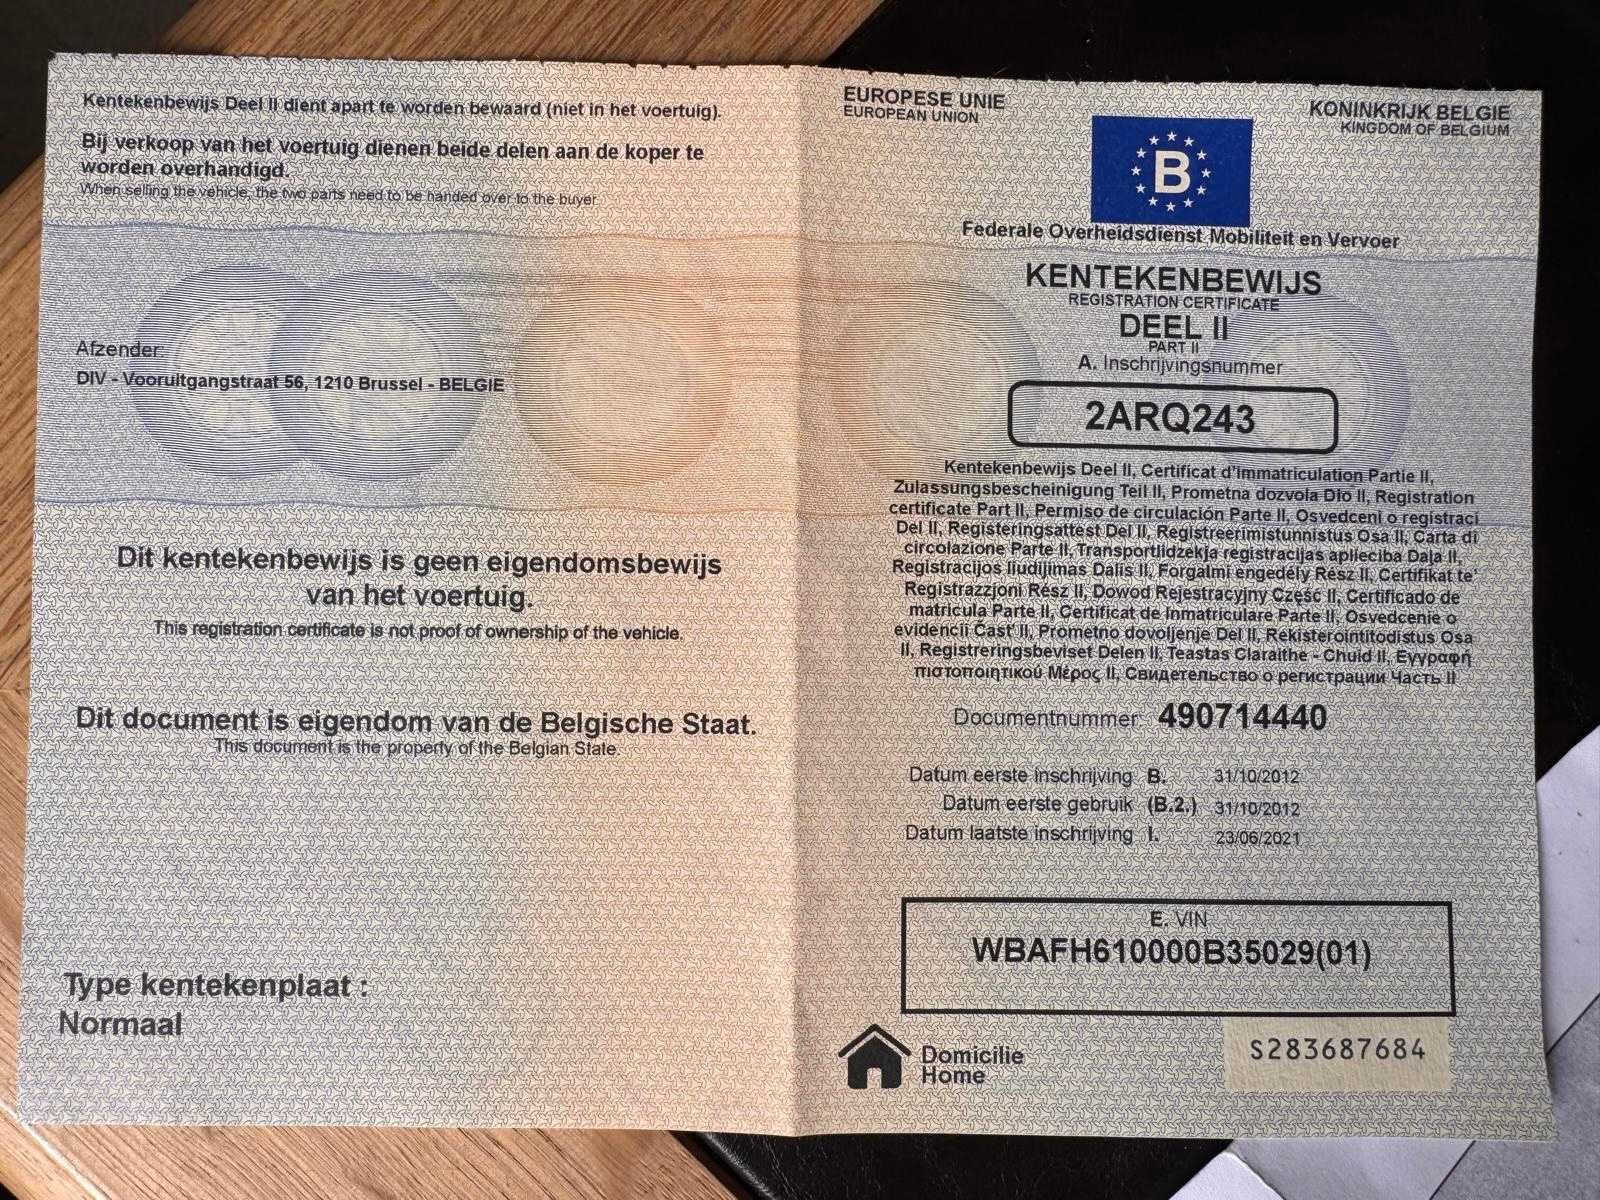 Kentekenbewijs Deel II dient apart te worden bewaard (niet in het voertuig).
Bij verkoop van het voertuig dienen beide delen aan de koper te
worden overhandigd.
When selling the vehicle, the two parts need to be handed over to the buyer
Afzender:
DIV - Vooruitgangstraat 56, 1210 Brussel - BELGIE
Dit kentekenbewijs is geen eigendomsbewijs
van het voertuig.
This registration certificate is not proof of ownership of the vehicle.
Dit document is eigendom van de Belgische Staat.
This document is the property of the Belgian State.
Type kentekenplaat :
Normaal
EUROPESE UNIE
EUROPEAN UNION
KONINKRIJK BELGIE
KINGDOM OF BELGIUM
B
Federale Overheidsdienst Mobiliteit en Vervoer
KENTEKENBEWIJS
REGISTRATION CERTIFICATE
DEEL II
PART II
A. Inschrijvingsnummer
2ARQ243
Kentekenbewijs Deel II, Certificat d'immatriculation Partie II,
Zulassungsbescheinigung Teil II, Prometna dozvola Dio II, Registration
certificate Part II, Permiso de circulación Parte II, Osvedceni o registraci
Del II, Registeringsattest Del II, Registreerimistunnistus Osa II, Carta di
circolazione Parte II, Transportlidzekja registracijas aplieciba Daļa II,
Registracijos liudijimas Dalis II, Forgalmi engedély Rész II, Certifikat te'
Registrazzjoni Rész II, Dowod Rejestracyjny Część II, Certificado de
matricula Parte II, Certificat de Inmatriculare Parte II, Osvedcenie o
evidencii Časť II, Prometno dovoljenje Del II, Rekisterointitodistus Osa
II, Registreringsbeviset Delen II, Teastas Claraithe - Chuid II, Εγγραφή
πιστοποιητικού Μέρος II, Свидетельство о регистрации Часть II
Documentnummer 490714440
Datum eerste inschrijving B. 31/10/2012
Datum eerste gebruik (B.2.) 31/10/2012
Datum laatste inschrijving I. 23/06/2021
E. VIN
WBAFH610000B35029(01)
Domicilie
Home
S283687684